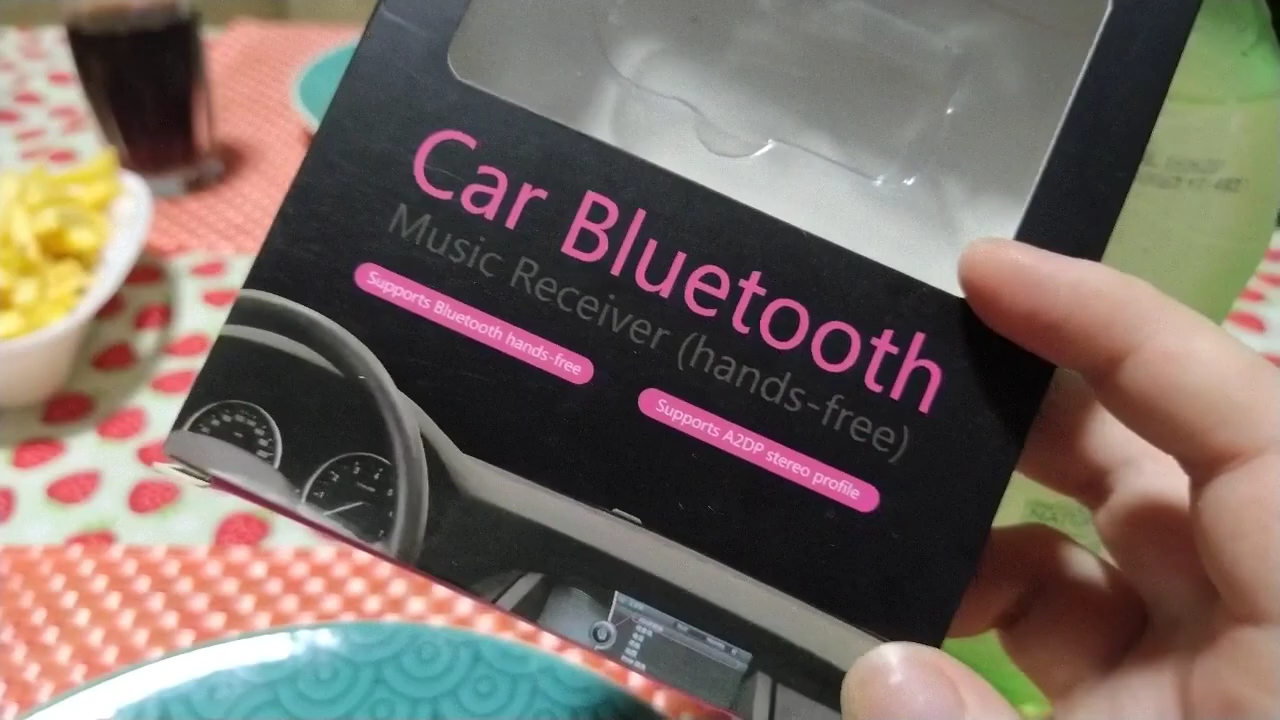 Car Bluetooth
Music Receiver (hands-free)
Supports Bluetooth hands-free
Supports A2DP stereo profile